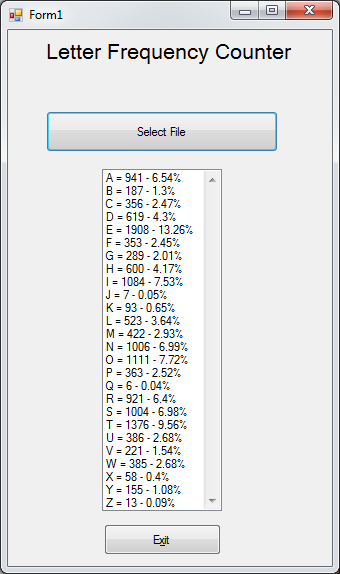 Form1
Letter Frequency Counter
Select File
A = 941 - 6.54%
B = 187 - 1.3%
C = 356 - 2.47%
D = 619 - 4.3%
E = 1908 - 13.26%
F = 353 - 2.45%
G = 289 - 2.01%
H = 600 - 4.17%
I = 1084 - 7.53%
J = 7 - 0.05%
K = 93 - 0.65%
L = 523 - 3.64%
M = 422 - 2.93%
N = 1006 - 6.99%
O = 1111 - 7.72%
P = 363 - 2.52%
Q = 6 - 0.04%
R = 921 - 6.4%
S = 1004 - 6.98%
T = 1376 - 9.56%
U = 386 - 2.68%
V = 221 - 1.54%
W = 385 - 2.68%
X = 58 - 0.4%
Y = 155 - 1.08%
Z = 13 - 0.09%
Exit